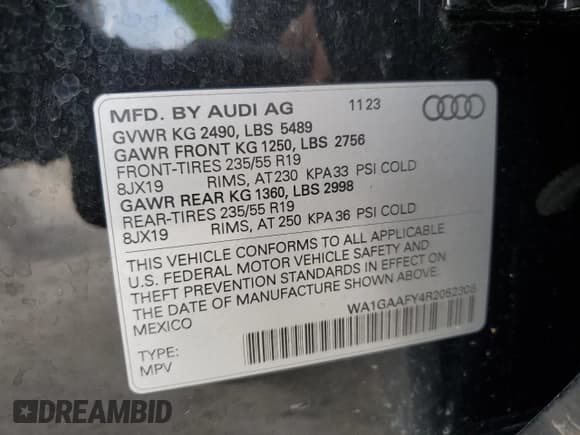 MFD. BY AUDI AG 11 23
GVWR KG 2490, LBS 5489
GAWR FRONT KG 1250, LBS 2756
FRONT-TIRES 235/55 R19
8JX19 RIMS, AT 230 KPA 33 PSI COLD
GAWR REAR KG 1360, LBS 2998
REAR-TIRES 235/55 R19
8JX19 RIMS, AT 250 KPA 36 PSI COLD
THIS VEHICLE CONFORMS TO ALL APPLICABLE
U.S. FEDERAL MOTOR VEHICLE SAFETY AND
THEFT PREVENTION STANDARDS IN EFFECT ON
THE DATE OF MANUFACTURE SHOWN ABOVE.
MEXICO
WA1GAAFY4R2052308
TYPE:
MPV
DREAMBID